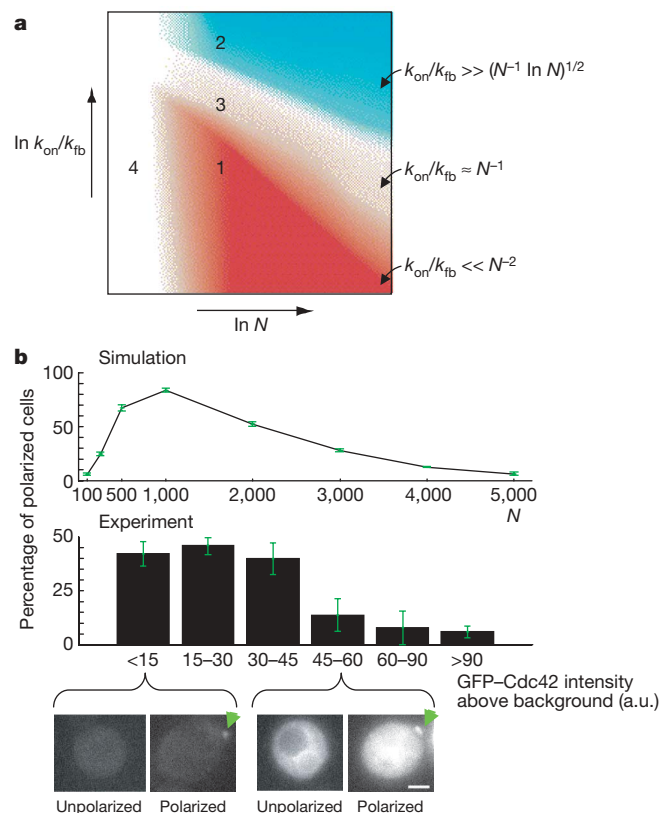 a
2
3
4
1
ln k_on/k_fb
ln N
k_on/k_fb >> (N⁻¹ ln N)^1/2
k_on/k_fb ≈ N⁻¹
k_on/k_fb << N⁻²
b
Simulation
Percentage of polarized cells
100
50
0
100 500 1,000 2,000 3,000 4,000 5,000
N
Experiment
50
25
0
<15 15–30 30–45 45–60 60–90 >90
GFP–Cdc42 intensity
above background (a.u.)
Unpolarized Polarized Unpolarized Polarized